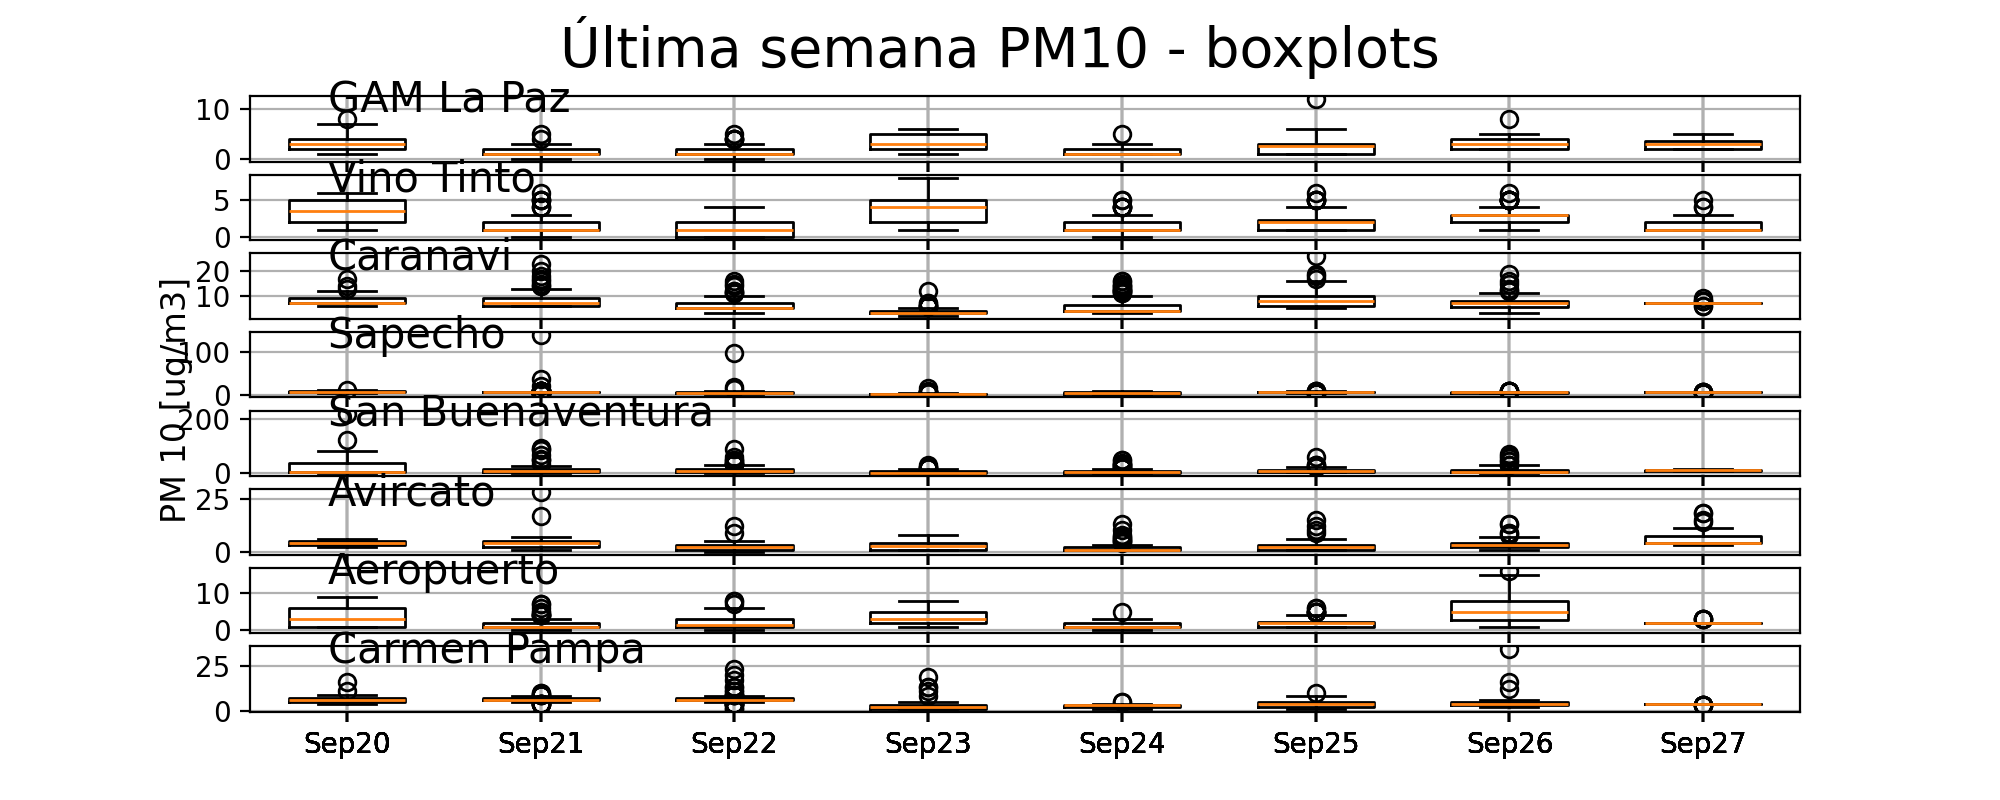 Última semana PM10 - boxplots
GAM La Paz
10
0
Vino Tinto
5
0
Caranavi
20
10
Sapecho
100
0
San Buenaventura
200
0
Avircato
25
0
Aeropuerto
10
0
Carmen Pampa
25
0
PM 10 [ug/m3]
Sep20 Sep21 Sep22 Sep23 Sep24 Sep25 Sep26 Sep27